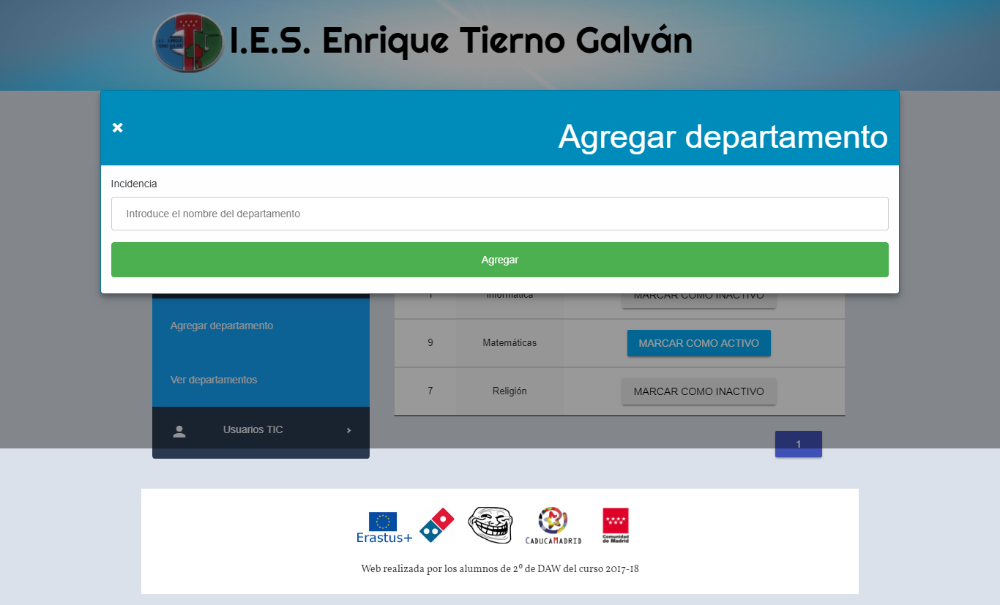 I.E.S. Enrique Tierno Galván
Agregar departamento
Incidencia
Introduce el nombre del departamento
Agregar
1 Informática MARCAR COMO INACTIVO
Agregar departamento
9 Matemáticas MARCAR COMO ACTIVO
Ver departamentos
7 Religión MARCAR COMO INACTIVO
Usuarios TIC
1
Erastus+
CADUCAMADRID
Comunidad
de Madrid
Web realizada por los alumnos de 2º de DAW del curso 2017-18